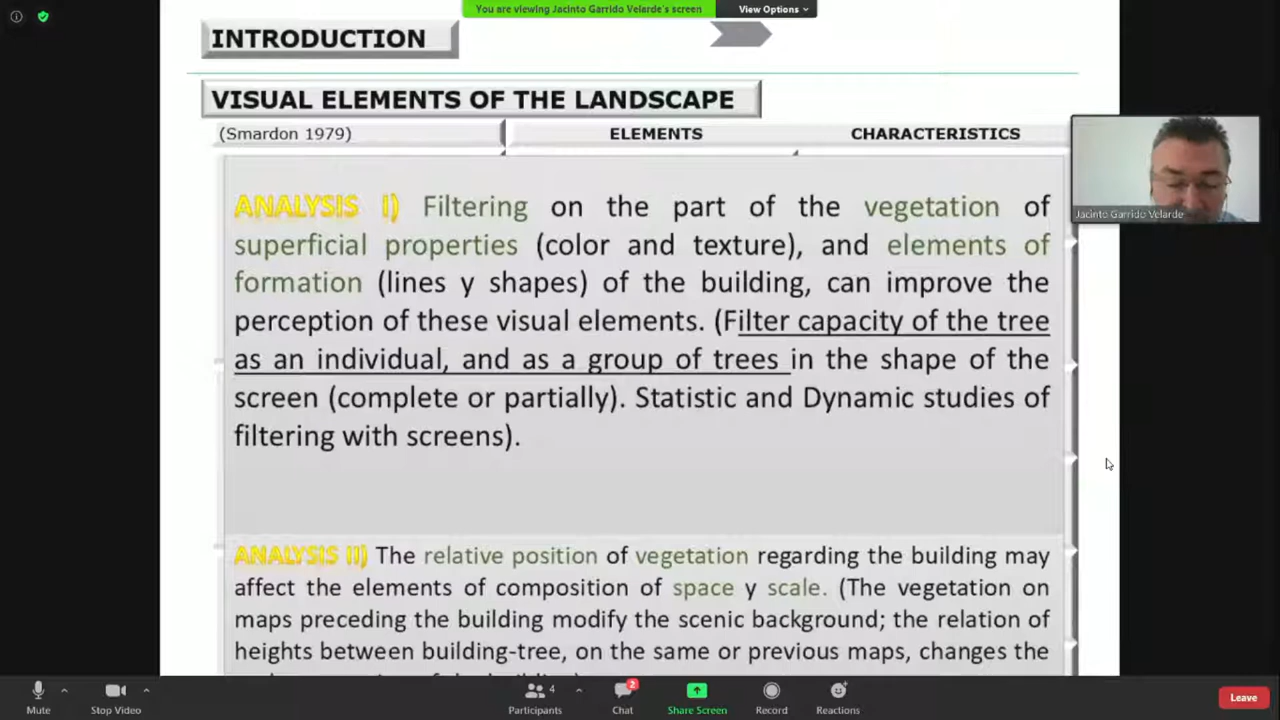 You are viewing Jacinto Garrido Velarde's screen
View Options
INTRODUCTION
VISUAL ELEMENTS OF THE LANDSCAPE
(Smardon 1979)
ELEMENTS
CHARACTERISTICS
Jacinto Garrido Velarde
ANALYSIS I) Filtering on the part of the vegetation of
superficial properties (color and texture), and elements of
formation (lines y shapes) of the building, can improve the
perception of these visual elements. (Filter capacity of the tree
as an individual, and as a group of trees in the shape of the
screen (complete or partially). Statistic and Dynamic studies of
filtering with screens).
ANALYSIS II) The relative position of vegetation regarding the building may
affect the elements of composition of space y scale. (The vegetation on
maps preceding the building modify the scenic background; the relation of
heights between building-tree, on the same or previous maps, changes the
Mute
Stop Video
4
Participants
2
Chat
Share Screen
Record
Reactions
Leave